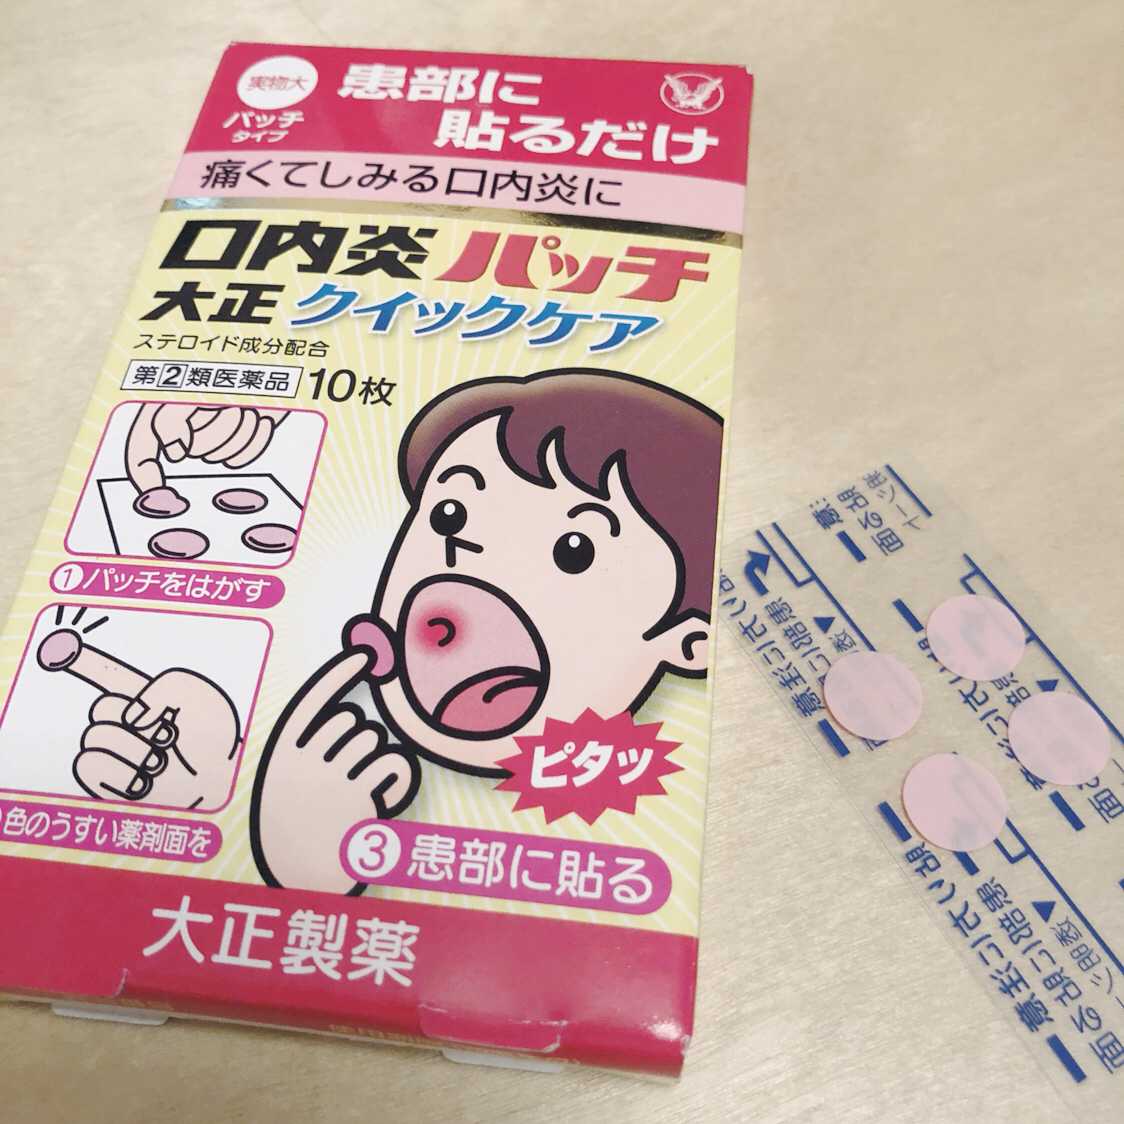 実物大
パッチ
タイプ
患部に
貼るだけ
痛くてしみる口内炎に
口内炎パッチ
大正クイックケア
ステロイド成分配合
第②類医薬品 10枚
①パッチをはがす
色のうすい薬剤面を
ピタッ
③患部に貼る
大正製薬